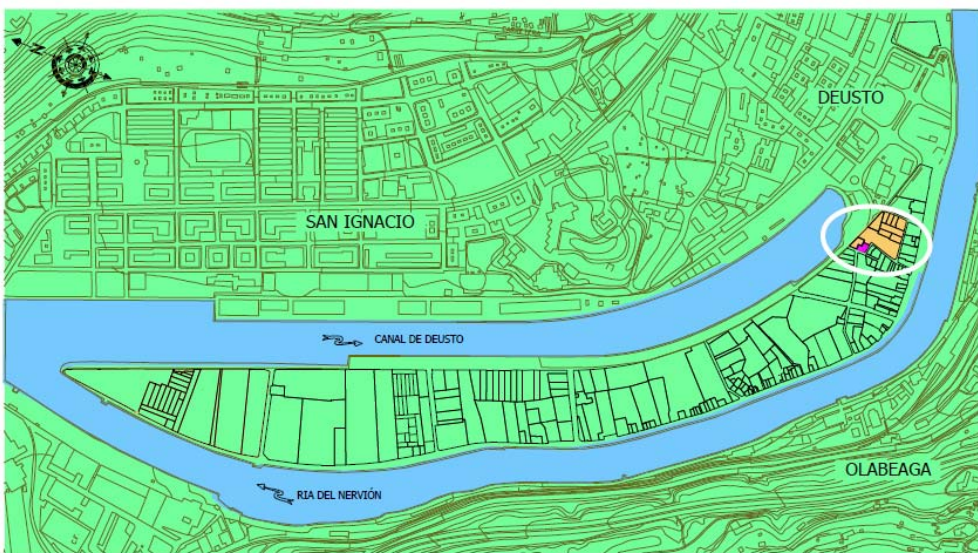 N
DEUSTO
SAN IGNACIO
CANAL DE DEUSTO
OLABEAGA
RIA DEL NERVIÓN